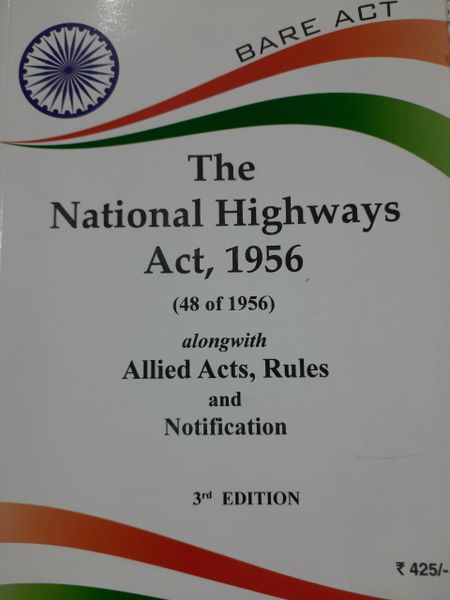 BARE ACT
The
National Highways
Act, 1956
(48 of 1956)
alongwith
Allied Acts, Rules
and
Notification
3rd EDITION
₹ 425/-